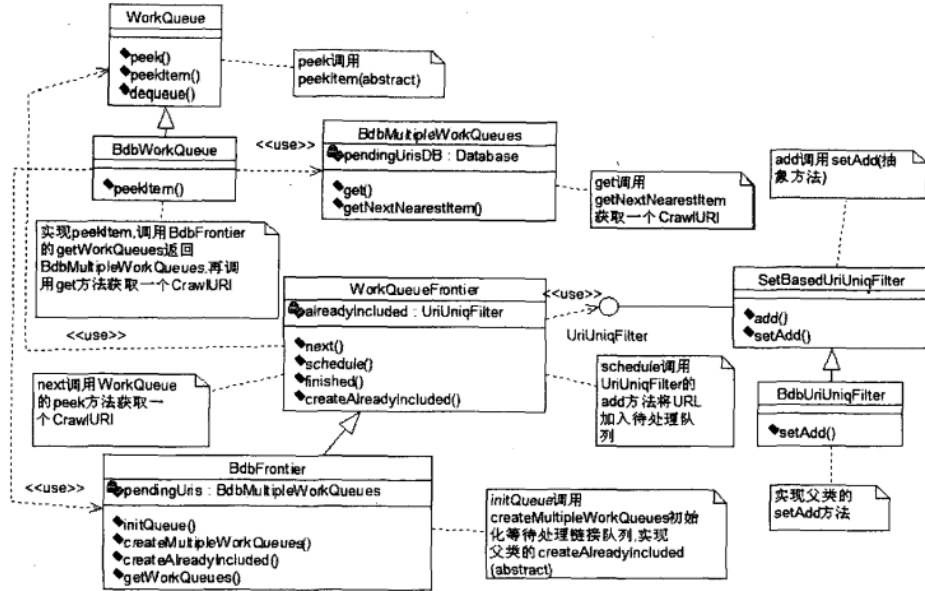 WorkQueue
peek()
peekItem()
dequeue()
peek调用
peekItem(abstract)
BdbWorkQueue
peekItem()
<<use>>
BdbMultipleWorkQueues
pendingUrisDB : Database
get()
getNextNearestItem()
get调用
getNextNearestItem
获取一个CrawlURI
add调用setAdd(抽
象方法)
实现peekItem,调用BdbFrontier
的getWorkQueues返回
BdbMultipleWorkQueues,再调
用get方法获取一个CrawlURI
<<use>>
WorkQueueFrontier
alreadyIncluded : UriUniqFilter
next()
schedule()
finished()
createAlreadyIncluded()
<<use>>
UriUniqFilter
SetBasedUriUniqFilter
add()
setAdd()
next调用WorkQueue
的peek方法获取一
个CrawlURI
schedule调用
UriUniqFilter的
add方法将URL
加入待处理队
列
BdbUriUniqFilter
setAdd()
<<use>>
BdbFrontier
pendingUris : BdbMultipleWorkQueues
initQueue()
createMultipleWorkQueues()
createAlreadyIncluded()
getWorkQueues()
initQueue调用
createMultipleWorkQueues初始
化等待处理链接队列,实现
父类的createAlreadyIncluded
(abstract)
实现父类的
setAdd方法